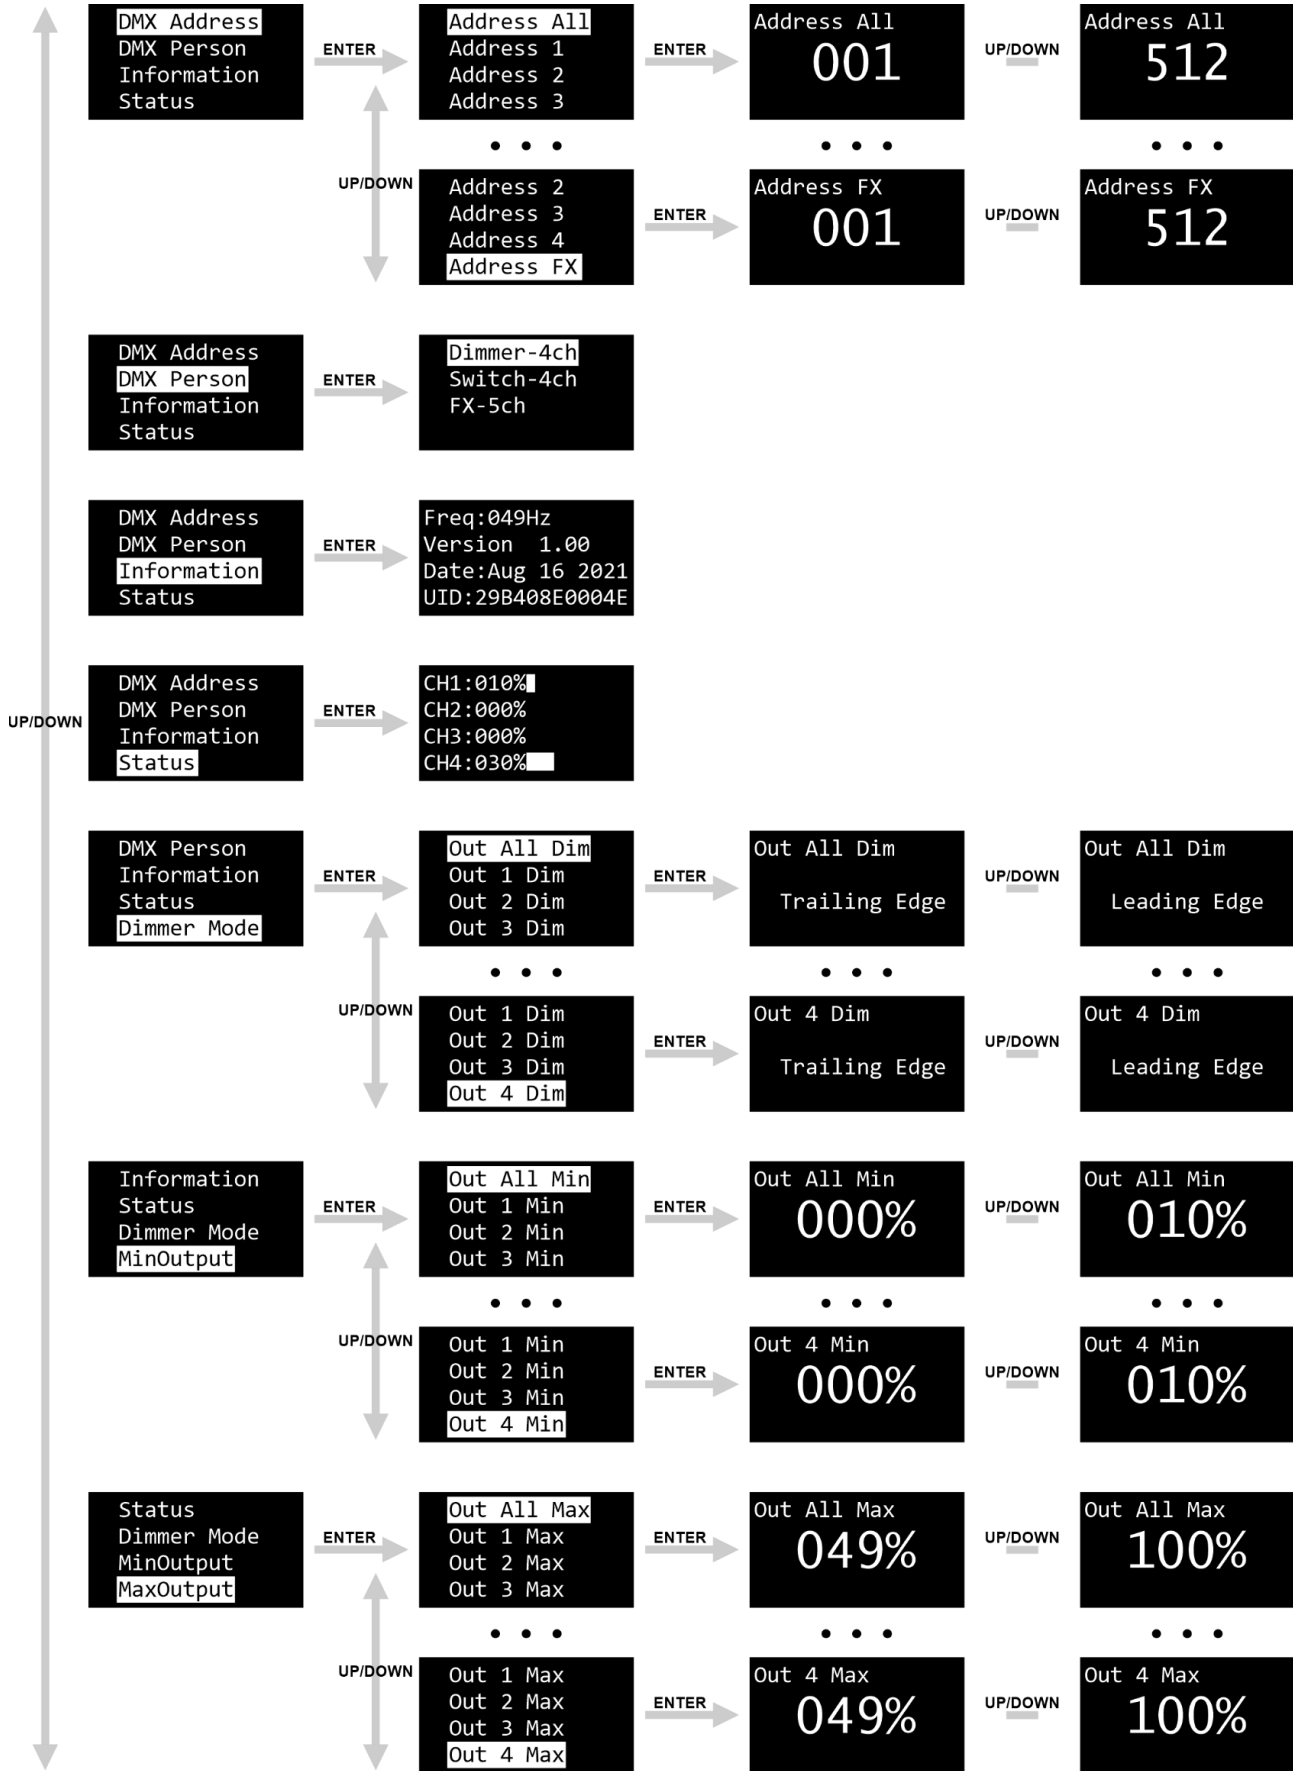 DMX Address
DMX Person
Information
Status
ENTER
Address All
Address 1
Address 2
Address 3
ENTER
Address All
001
UP/DOWN
Address All
512
• • •
• • •
• • •
UP/DOWN
Address 2
Address 3
Address 4
Address FX
ENTER
Address FX
001
UP/DOWN
Address FX
512
DMX Address
DMX Person
Information
Status
ENTER
Dimmer-4ch
Switch-4ch
FX-5ch
DMX Address
DMX Person
Information
Status
ENTER
Freq:049Hz
Version 1.00
Date:Aug 16 2021
UID:29B408E0004E
UP/DOWN
DMX Address
DMX Person
Information
Status
ENTER
CH1:010%
CH2:000%
CH3:000%
CH4:030%
DMX Person
Information
Status
Dimmer Mode
ENTER
Out All Dim
Out 1 Dim
Out 2 Dim
Out 3 Dim
ENTER
Out All Dim
Trailing Edge
UP/DOWN
Out All Dim
Leading Edge
• • •
• • •
• • •
UP/DOWN
Out 1 Dim
Out 2 Dim
Out 3 Dim
Out 4 Dim
ENTER
Out 4 Dim
Trailing Edge
UP/DOWN
Out 4 Dim
Leading Edge
Information
Status
Dimmer Mode
MinOutput
ENTER
Out All Min
Out 1 Min
Out 2 Min
Out 3 Min
ENTER
Out All Min
000%
UP/DOWN
Out All Min
010%
• • •
• • •
• • •
UP/DOWN
Out 1 Min
Out 2 Min
Out 3 Min
Out 4 Min
ENTER
Out 4 Min
000%
UP/DOWN
Out 4 Min
010%
Status
Dimmer Mode
MinOutput
MaxOutput
ENTER
Out All Max
Out 1 Max
Out 2 Max
Out 3 Max
ENTER
Out All Max
049%
UP/DOWN
Out All Max
100%
• • •
• • •
• • •
UP/DOWN
Out 1 Max
Out 2 Max
Out 3 Max
Out 4 Max
ENTER
Out 4 Max
049%
UP/DOWN
Out 4 Max
100%